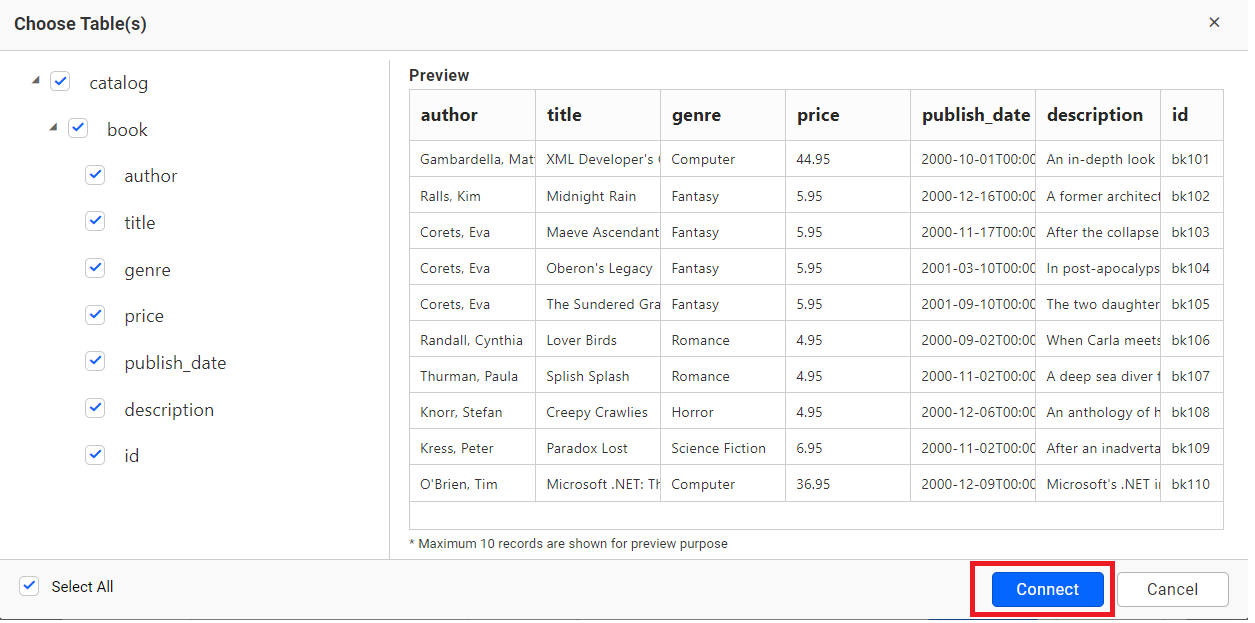 Choose Table(s)
catalog
book
author
title
genre
price
publish_date
description
id
Preview
author title genre price publish_date description id
Gambardella, Mat XML Developer's Computer 44.95 2000-10-01T00:00 An in-depth look bk101
Ralls, Kim Midnight Rain Fantasy 5.95 2000-12-16T00:00 A former architect bk102
Corets, Eva Maeve Ascendant Fantasy 5.95 2000-11-17T00:00 After the collapse bk103
Corets, Eva Oberon's Legacy Fantasy 5.95 2001-03-10T00:00 In post-apocalyps bk104
Corets, Eva The Sundered Gra Fantasy 5.95 2001-09-10T00:00 The two daughter bk105
Randall, Cynthia Lover Birds Romance 4.95 2000-09-02T00:00 When Carla meets bk106
Thurman, Paula Splish Splash Romance 4.95 2000-11-02T00:00 A deep sea diver bk107
Knorr, Stefan Creepy Crawlies Horror 4.95 2000-12-06T00:00 An anthology of bk108
Kress, Peter Paradox Lost Science Fiction 6.95 2000-11-02T00:00 After an inadverta bk109
O'Brien, Tim Microsoft .NET: Computer 36.95 2000-12-09T00:00 Microsoft's .NET bk110
* Maximum 10 records are shown for preview purpose
Select All
Connect
Cancel